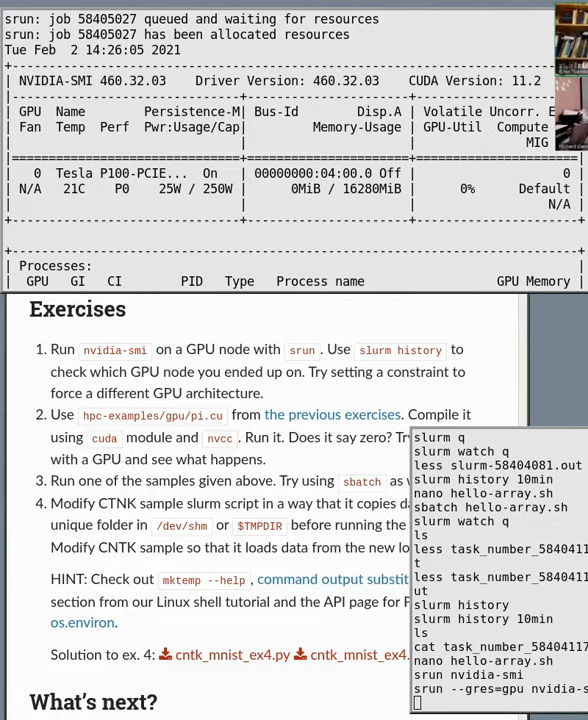 srun: job 58405027 queued and waiting for resources
srun: job 58405027 has been allocated resources
Tue Feb  2 14:26:05 2021
+-----------------------------------------------------------------------------+
| NVIDIA-SMI 460.32.03    Driver Version: 460.32.03    CUDA Version: 11.2
|-------------------------------+----------------------+
| GPU  Name        Persistence-M| Bus-Id        Disp.A | Volatile Uncorr. E
| Fan  Temp  Perf  Pwr:Usage/Cap|         Memory-Usage | GPU-Util  Compute
|                               |                      |               MIG
|===============================+======================+======================|
|   0  Tesla P100-PCIE...  On   | 00000000:04:00.0 Off |                    0 |
| N/A   21C    P0    25W / 250W |      0MiB / 16280MiB |      0%      Default |
|                               |                      |                  N/A |
+-------------------------------+----------------------+----------------------+
+-----------------------------------------------------------------------------+
| Processes:                                                                  |
|  GPU   GI   CI        PID   Type   Process name                  GPU Memory |
Exercises
1. Run nvidia-smi on a GPU node with srun . Use slurm history to
check which GPU node you ended up on. Try setting a constraint to
force a different GPU architecture.
2. Use hpc-examples/gpu/pi.cu from the previous exercises. Compile it
using cuda module and nvcc . Run it. Does it say zero? Try
with a GPU and see what happens.
3. Run one of the samples given above. Try using sbatch as
4. Modify CTNK sample slurm script in a way that it copies
unique folder in /dev/shm or $TMPDIR before running the
Modify CNTK sample so that it loads data from the new
HINT: Check out mktemp --help , command output
section from our Linux shell tutorial and the API page for
os.environ.
Solution to ex. 4: cntk_mnist_ex4.py cntk_mnist_ex4.
What's next?
slurm q
slurm watch q
less slurm-58404081.out
slurm history 10min
nano hello-array.sh
sbatch hello-array.sh
slurm watch q
ls
less task_number_5840411
t
less task_number_5840411
ut
slurm history
slurm history 10min
ls
cat task_number_58404117
nano hello-array.sh
srun nvidia-smi
srun --gres=gpu nvidia-s